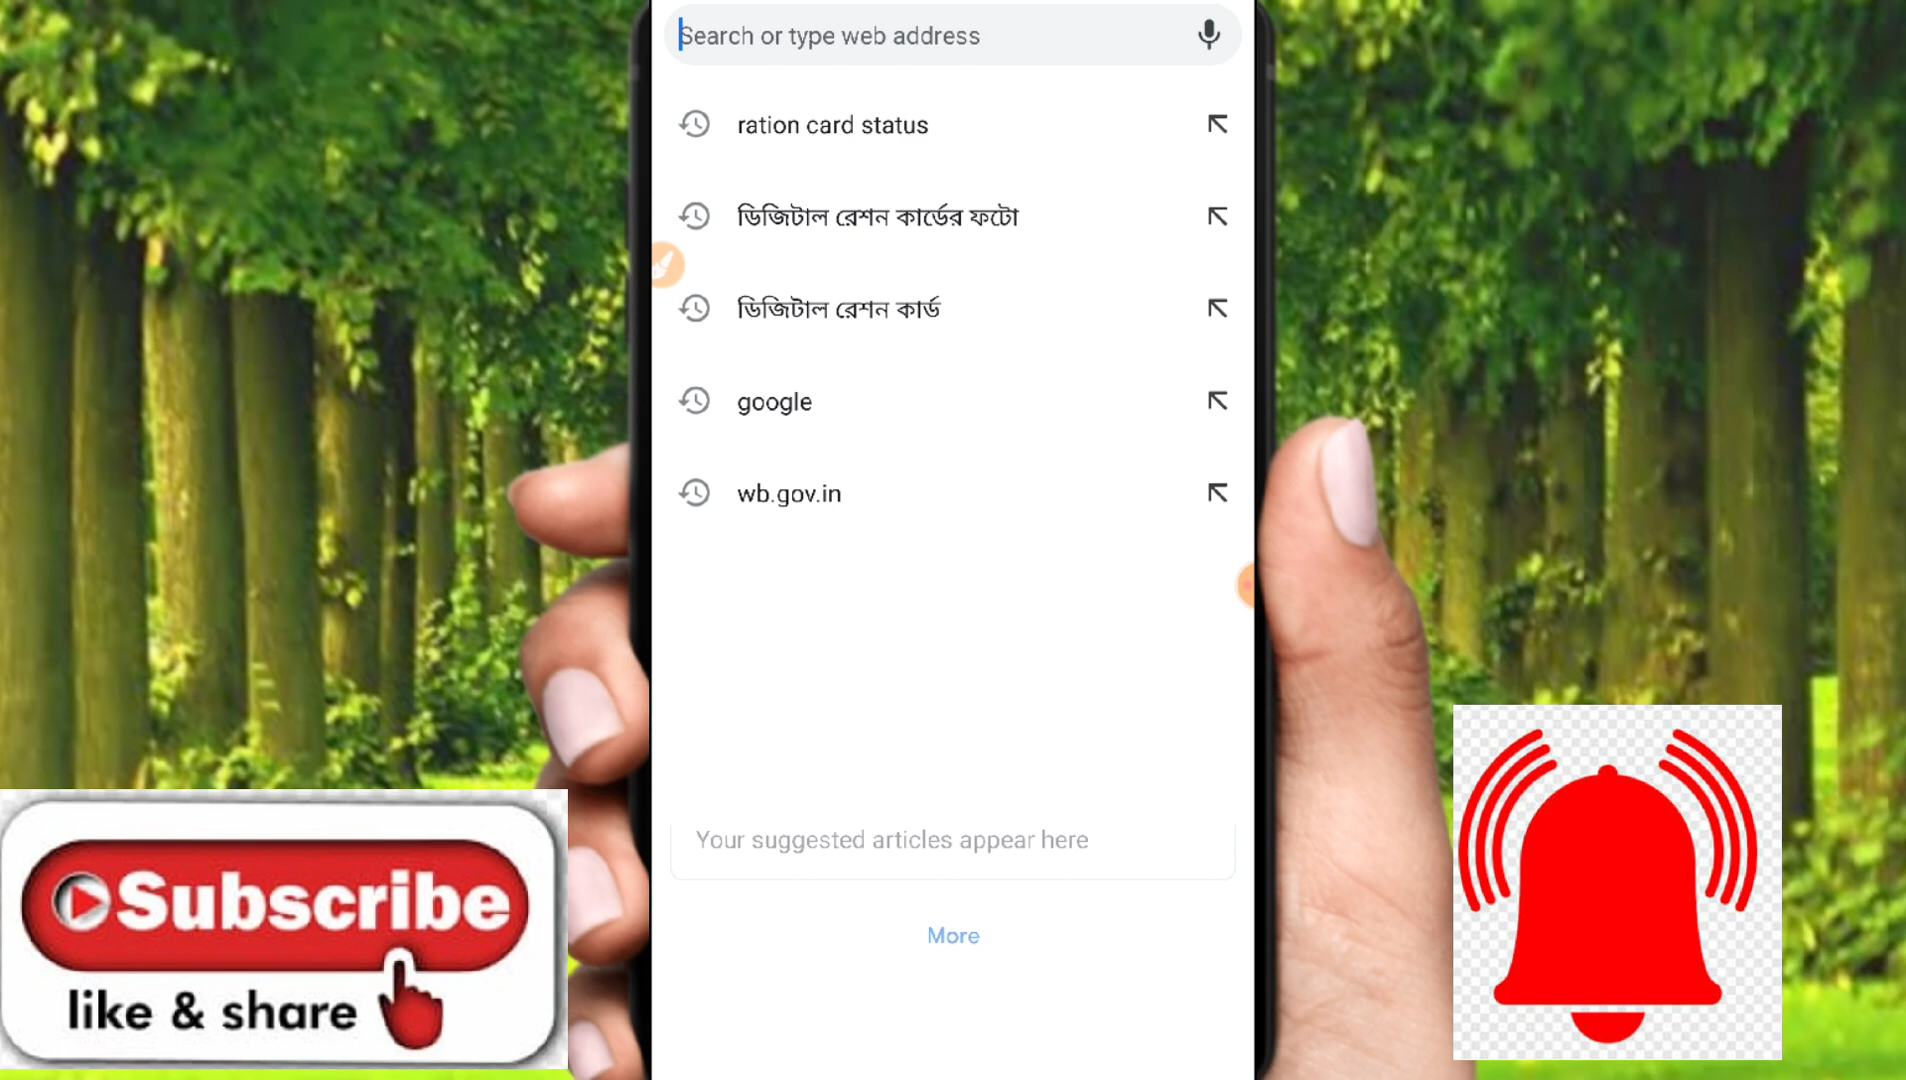 Search or type web address
ration card status
ডিজিটাল রেশন কার্ডের ফটো
ডিজিটাল রেশন কার্ড
google
wb.gov.in
Your suggested articles appear here
More
Subscribe
like & share